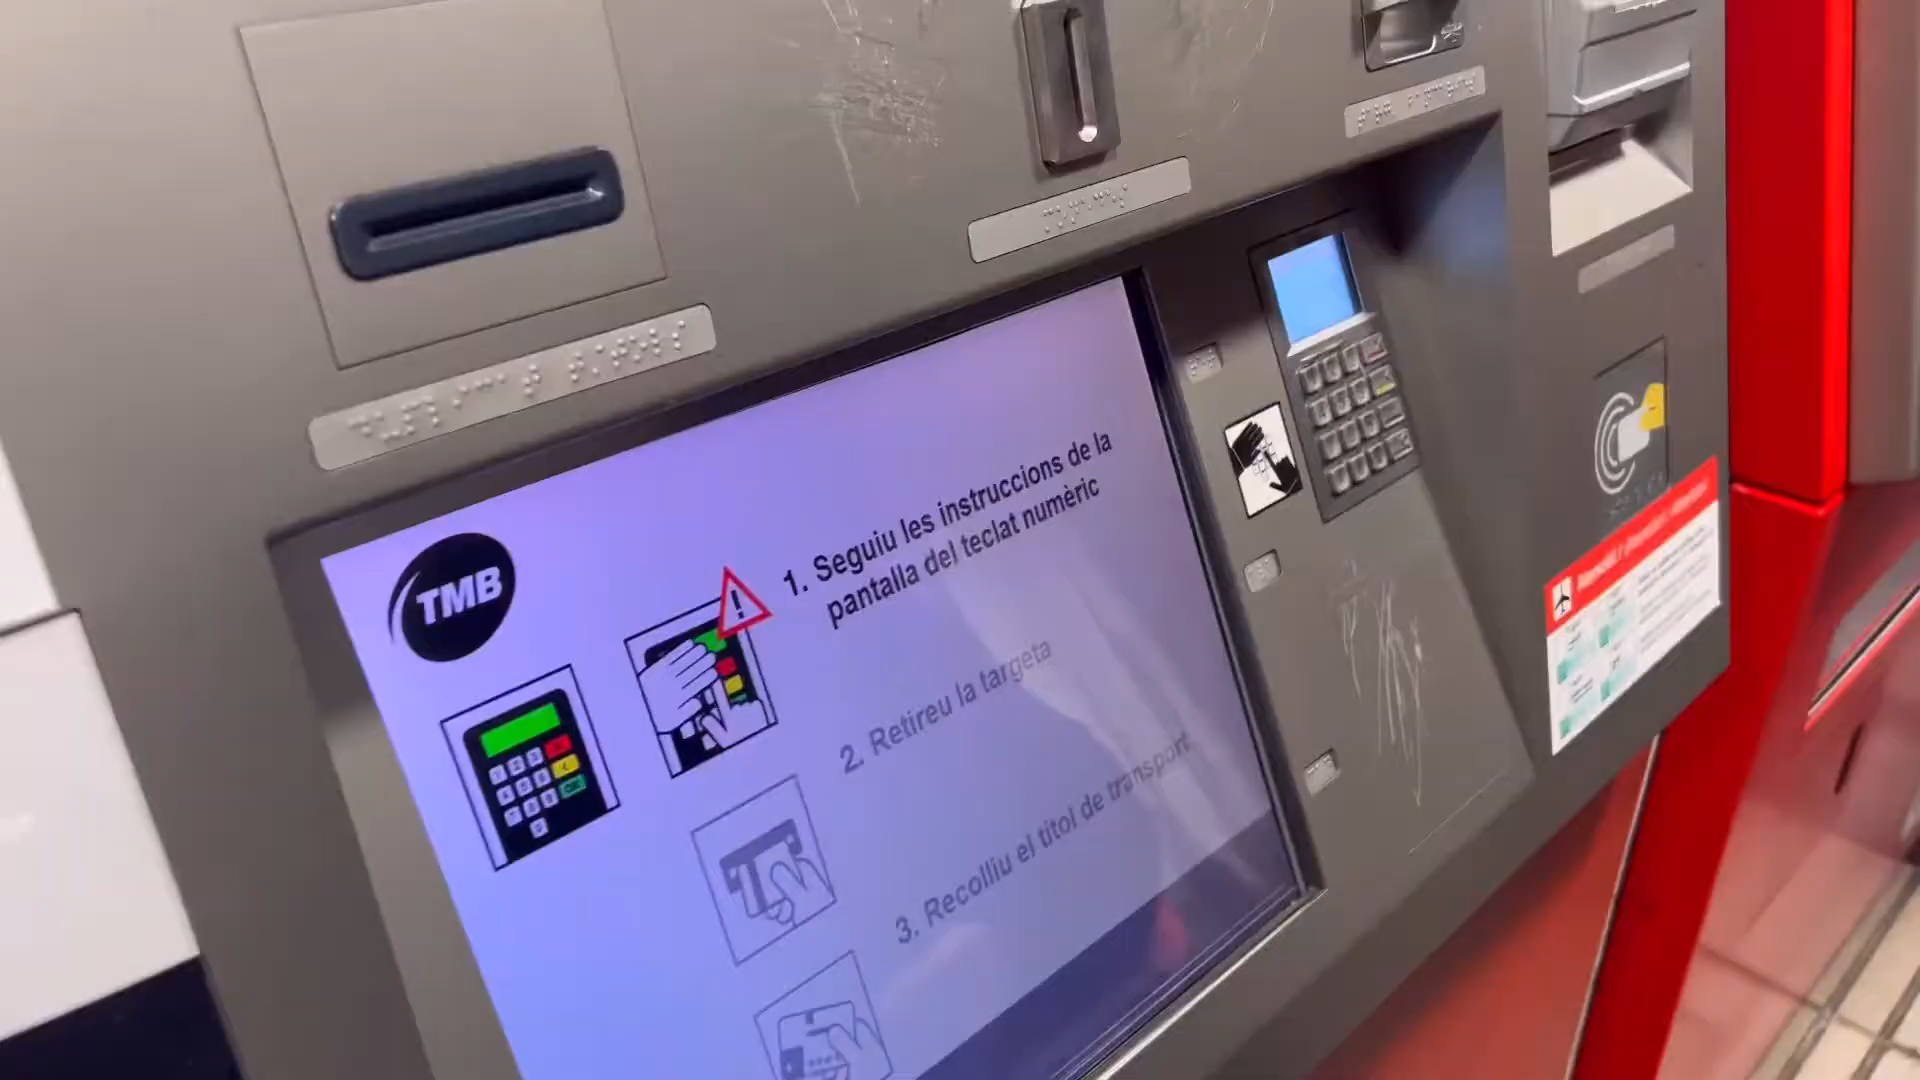 TMB
1. Seguiu les instruccions de la
pantalla del teclat numèric
2. Retireu la targeta
3. Recolliu el títol de transport